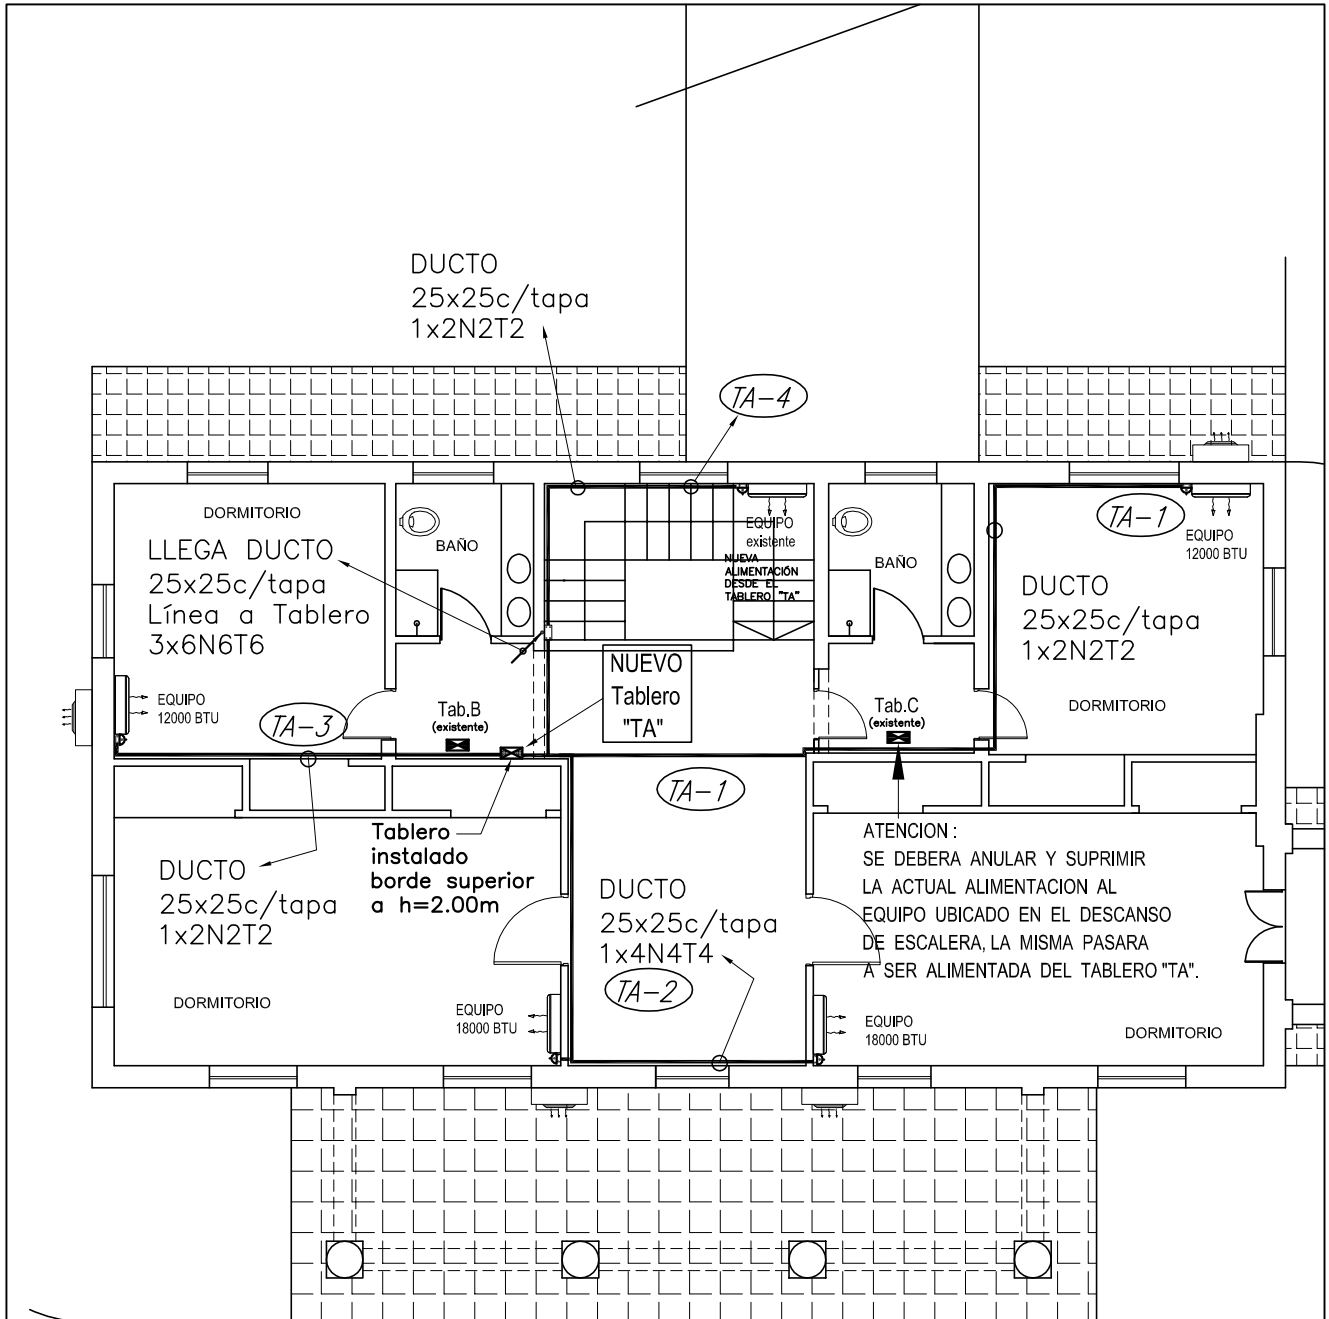 DUCTO
25x25c/tapa
1x2N2T2
TA-4
DORMITORIO
LLEGA DUCTO
25x25c/tapa
Línea a Tablero
3x6N6T6
BAÑO
EQUIPO
existente
NUEVA
ALIMENTACIÓN
DESDE EL
TABLERO "TA"
BAÑO
TA-1
EQUIPO
12000 BTU
DUCTO
25x25c/tapa
1x2N2T2
DORMITORIO
EQUIPO
12000 BTU
TA-3
Tab.B
(existente)
NUEVO
Tablero
"TA"
Tab.C
(existente)
TA-1
Tablero
instalado
borde superior
a h=2.00m
DUCTO
25x25c/tapa
1x2N2T2
DORMITORIO
DUCTO
25x25c/tapa
1x4N4T4
TA-2
ATENCION :
SE DEBERA ANULAR Y SUPRIMIR
LA ACTUAL ALIMENTACION AL
EQUIPO UBICADO EN EL DESCANSO
DE ESCALERA, LA MISMA PASARA
A SER ALIMENTADA DEL TABLERO "TA".
EQUIPO
18000 BTU
EQUIPO
18000 BTU
DORMITORIO